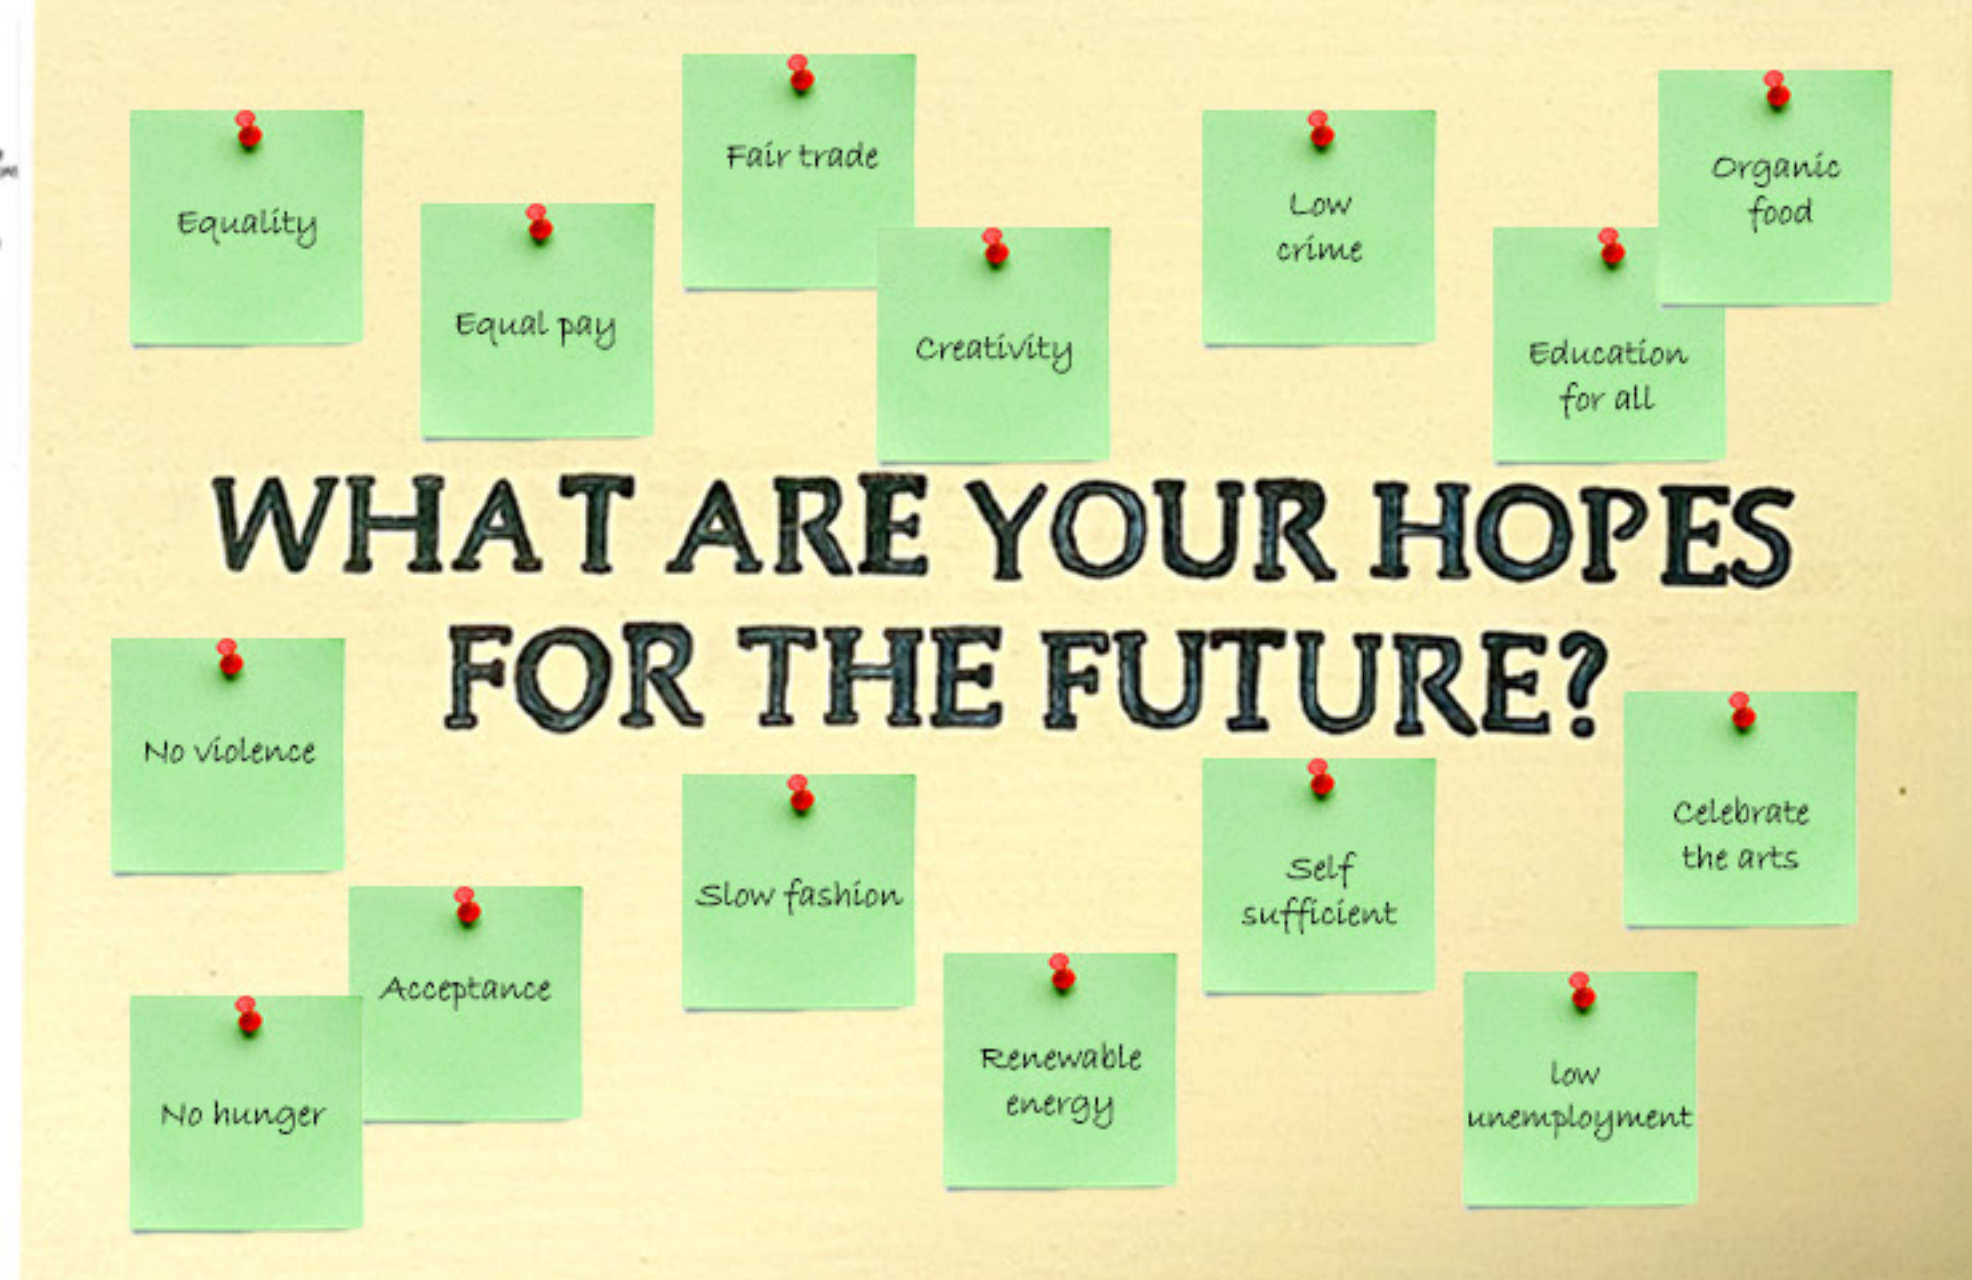 Equality
Equal pay
Fair trade
Creativity
Low
crime
Education
for all
Organic
food
WHAT ARE YOUR HOPES
FOR THE FUTURE?
No violence
Acceptance
No hunger
Slow fashion
Renewable
energy
Self
sufficient
Celebrate
the arts
low
unemployment